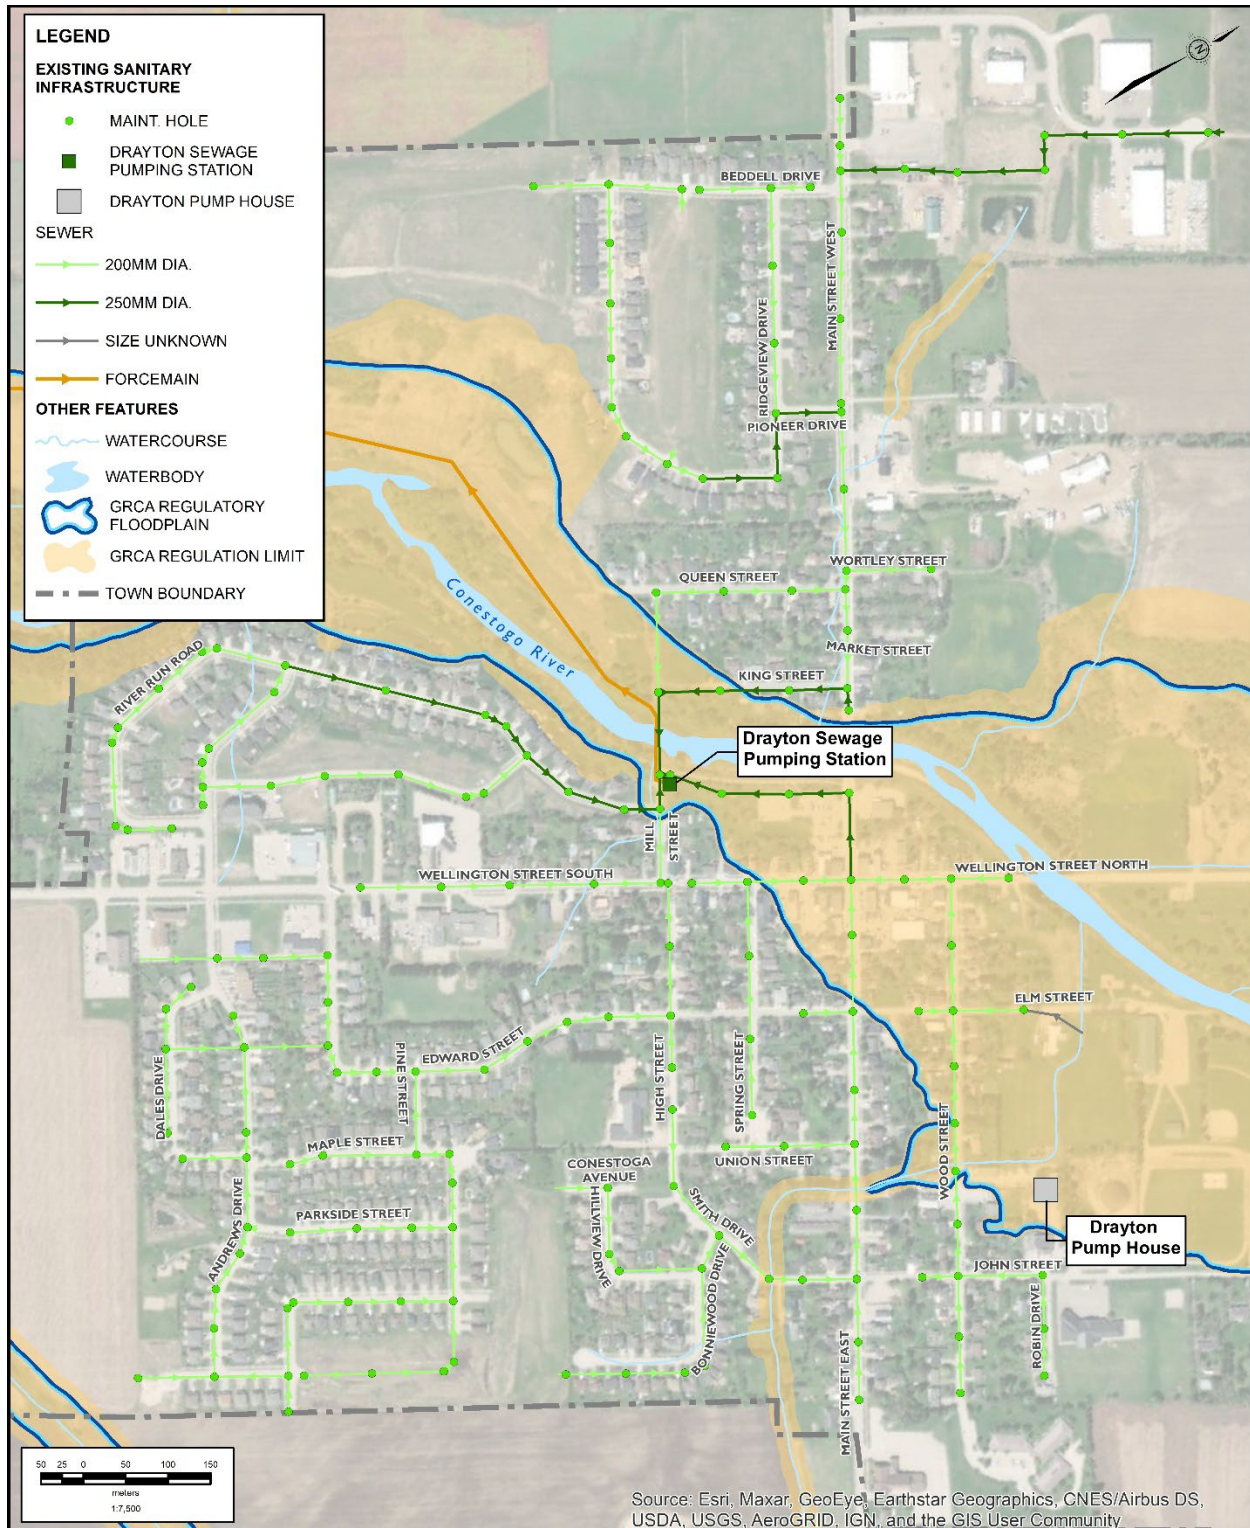 LEGEND
EXISTING SANITARY
INFRASTRUCTURE
MAINT. HOLE
DRAYTON SEWAGE
PUMPING STATION
DRAYTON PUMP HOUSE
SEWER
200MM DIA.
250MM DIA.
SIZE UNKNOWN
FORCEMAIN
OTHER FEATURES
WATERCOURSE
WATERBODY
GRCA REGULATORY
FLOODPLAIN
GRCA REGULATION LIMIT
TOWN BOUNDARY
N
BEDDELL DRIVE
MAIN STREET WEST
RIDGEVIEW DRIVE
PIONEER DRIVE
WORTLEY STREET
QUEEN STREET
Conestogo River
MARKET STREET
KING STREET
RIVER RUN ROAD
Drayton Sewage
Pumping Station
MILL
STREET
WELLINGTON STREET SOUTH
WELLINGTON STREET NORTH
ELM STREET
EDWARD STREET
PINE STREET
DALES DRIVE
HIGH STREET
SPRING STREET
WOOD STREET
MAPLE STREET
UNION STREET
CONESTOGA
AVENUE
HILLVIEW DRIVE
SMITH DRIVE
PARKSIDE STREET
ANDREWS DRIVE
BONNIEWOOD DRIVE
Drayton
Pump House
JOHN STREET
ROBIN DRIVE
MAIN STREET EAST
50 25 0 50 100 150
meters
1:7,500
Source: Esri, Maxar, GeoEye, Earthstar Geographics, CNES/Airbus DS,
USDA, USGS, AeroGRID, IGN, and the GIS User Community